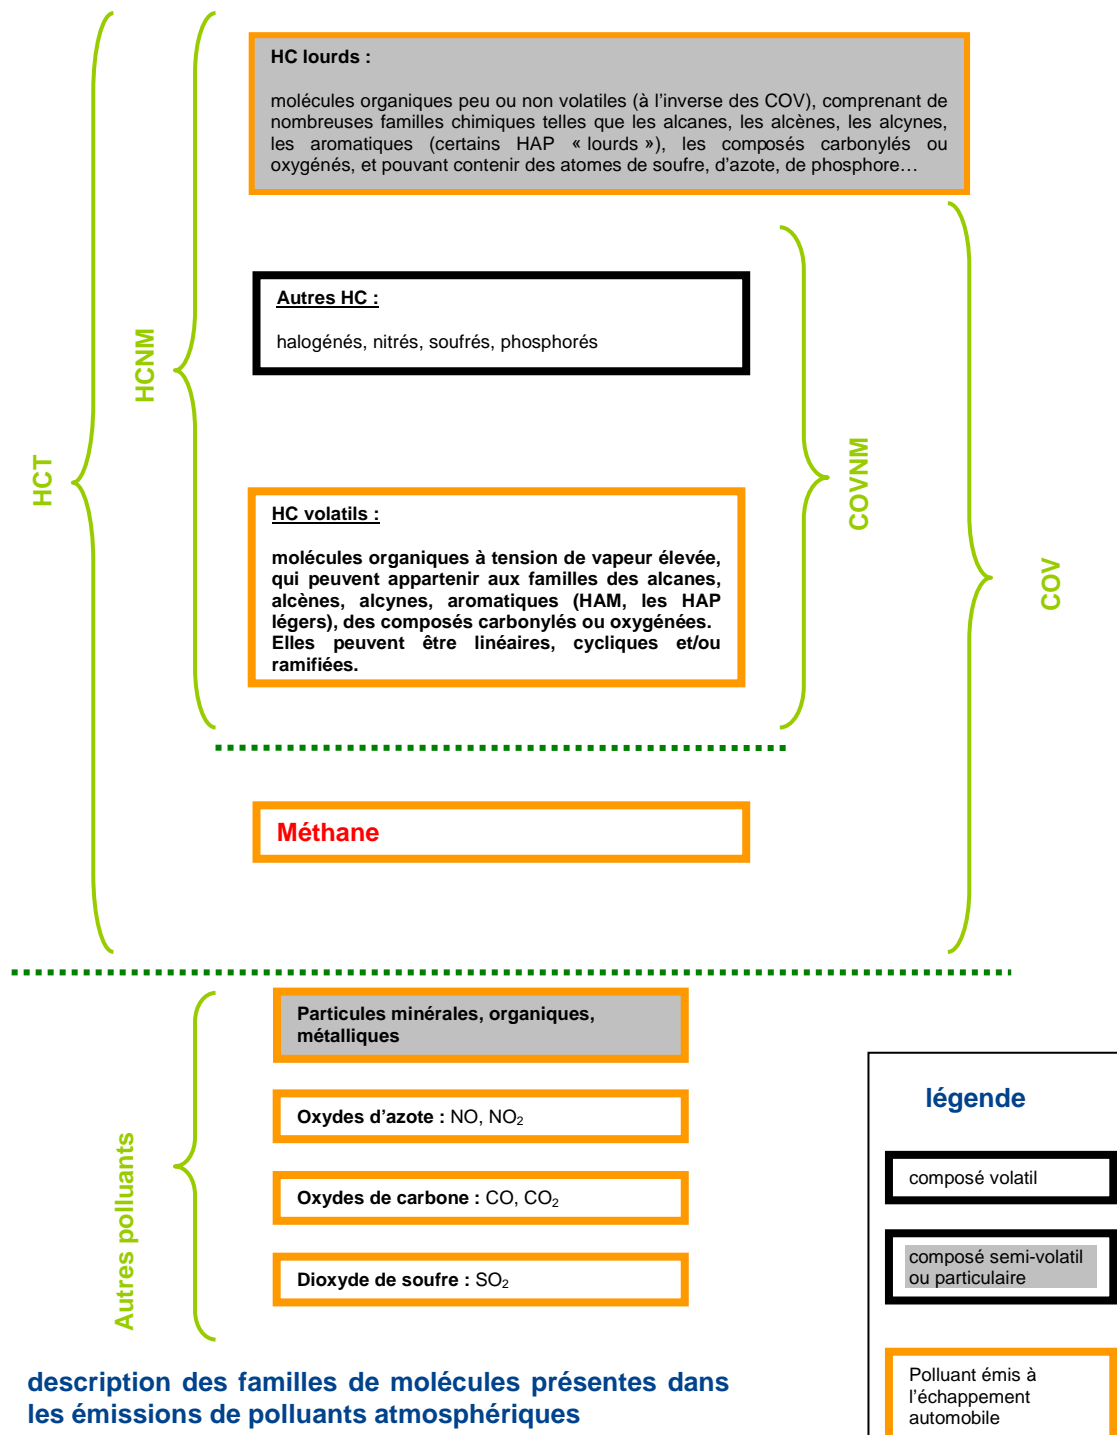 HC lourds :
molécules organiques peu ou non volatiles (à l'inverse des COV), comprenant de
nombreuses familles chimiques telles que les alcanes, les alcènes, les alcynes,
les aromatiques (certains HAP « lourds »), les composés carbonylés ou
oxygénés, et pouvant contenir des atomes de soufre, d'azote, de phosphore…
Autres HC :
halogénés, nitrés, soufrés, phosphorés
HCNM
HCT
COVNM
COV
HC volatils :
molécules organiques à tension de vapeur élevée,
qui peuvent appartenir aux familles des alcanes,
alcènes, alcynes, aromatiques (HAM, les HAP
légers), des composés carbonylés ou oxygénées.
Elles peuvent être linéaires, cycliques et/ou
ramifiées.
Méthane
Autres polluants
Particules minérales, organiques,
métalliques
Oxydes d'azote : NO, NO₂
Oxydes de carbone : CO, CO₂
Dioxyde de soufre : SO₂
légende
composé volatil
composé semi-volatil
ou particulaire
Polluant émis à
l'échappement
automobile
description des familles de molécules présentes dans
les émissions de polluants atmosphériques